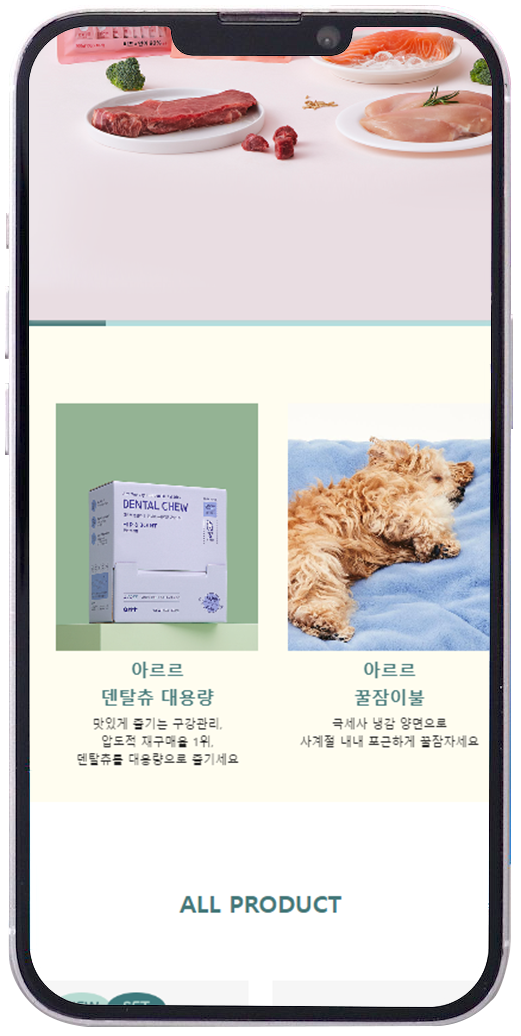 DENTAL CHEW
아르르
덴탈츄 대용량
맛있게 즐기는 구강관리,
압도적 재구매율 1위,
덴탈츄를 대용량으로 즐기세요
아르르
꿀잠이불
극세사 냉감 양면으로
사계절 내내 포근하게 꿀잠자세요
ALL PRODUCT